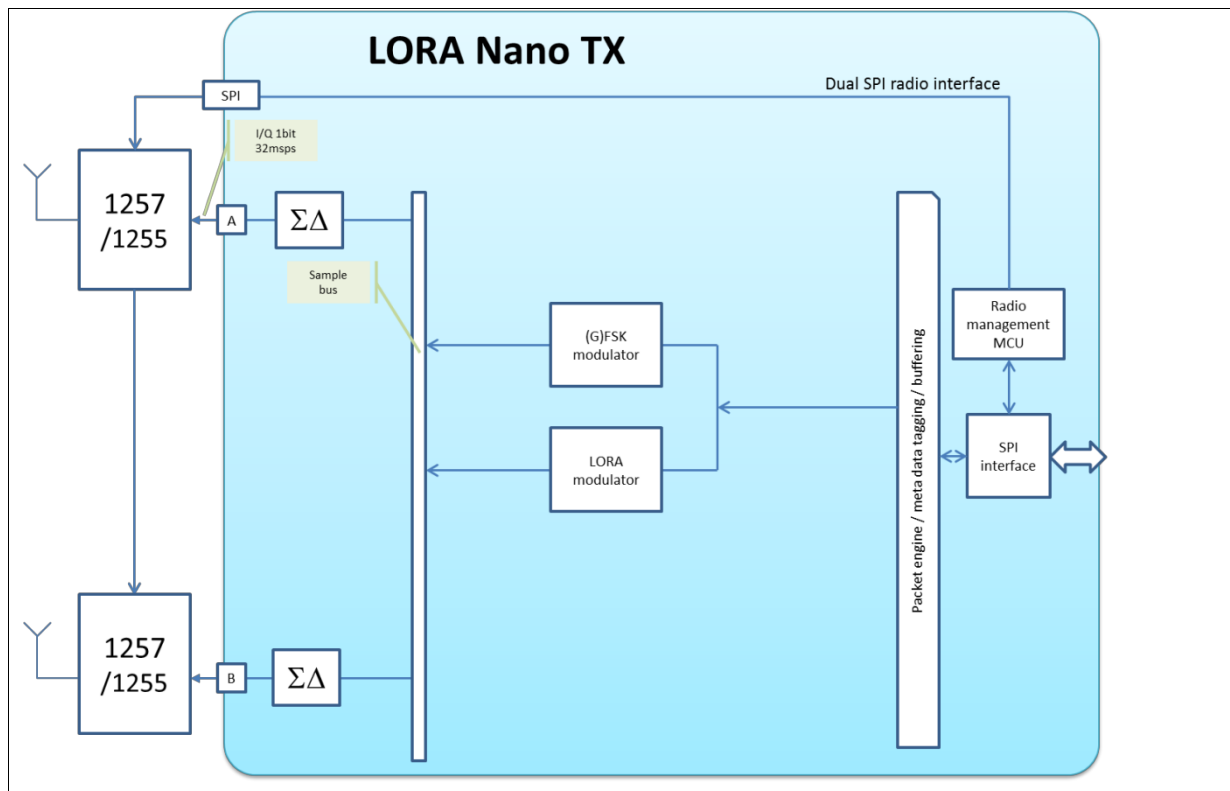 LORA Nano TX
Dual SPI radio interface
SPI
I/Q 1bit
32msps
1257
/1255
A
ΣΔ
Sample
bus
(G)FSK
modulator
LORA
modulator
Packet engine / meta data tagging / buffering
Radio
management
MCU
SPI
interface
1257
/1255
B
ΣΔ